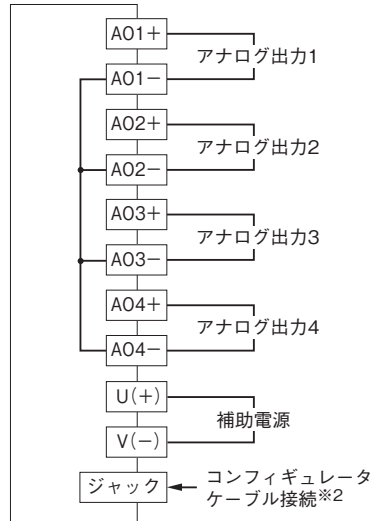 AO1+
アナログ出力1
AO1−
AO2+
アナログ出力2
AO2−
AO3+
アナログ出力3
AO3−
AO4+
アナログ出力4
AO4−
U(+)
補助電源
V(−)
ジャック
コンフィギュレータ
ケーブル接続※2